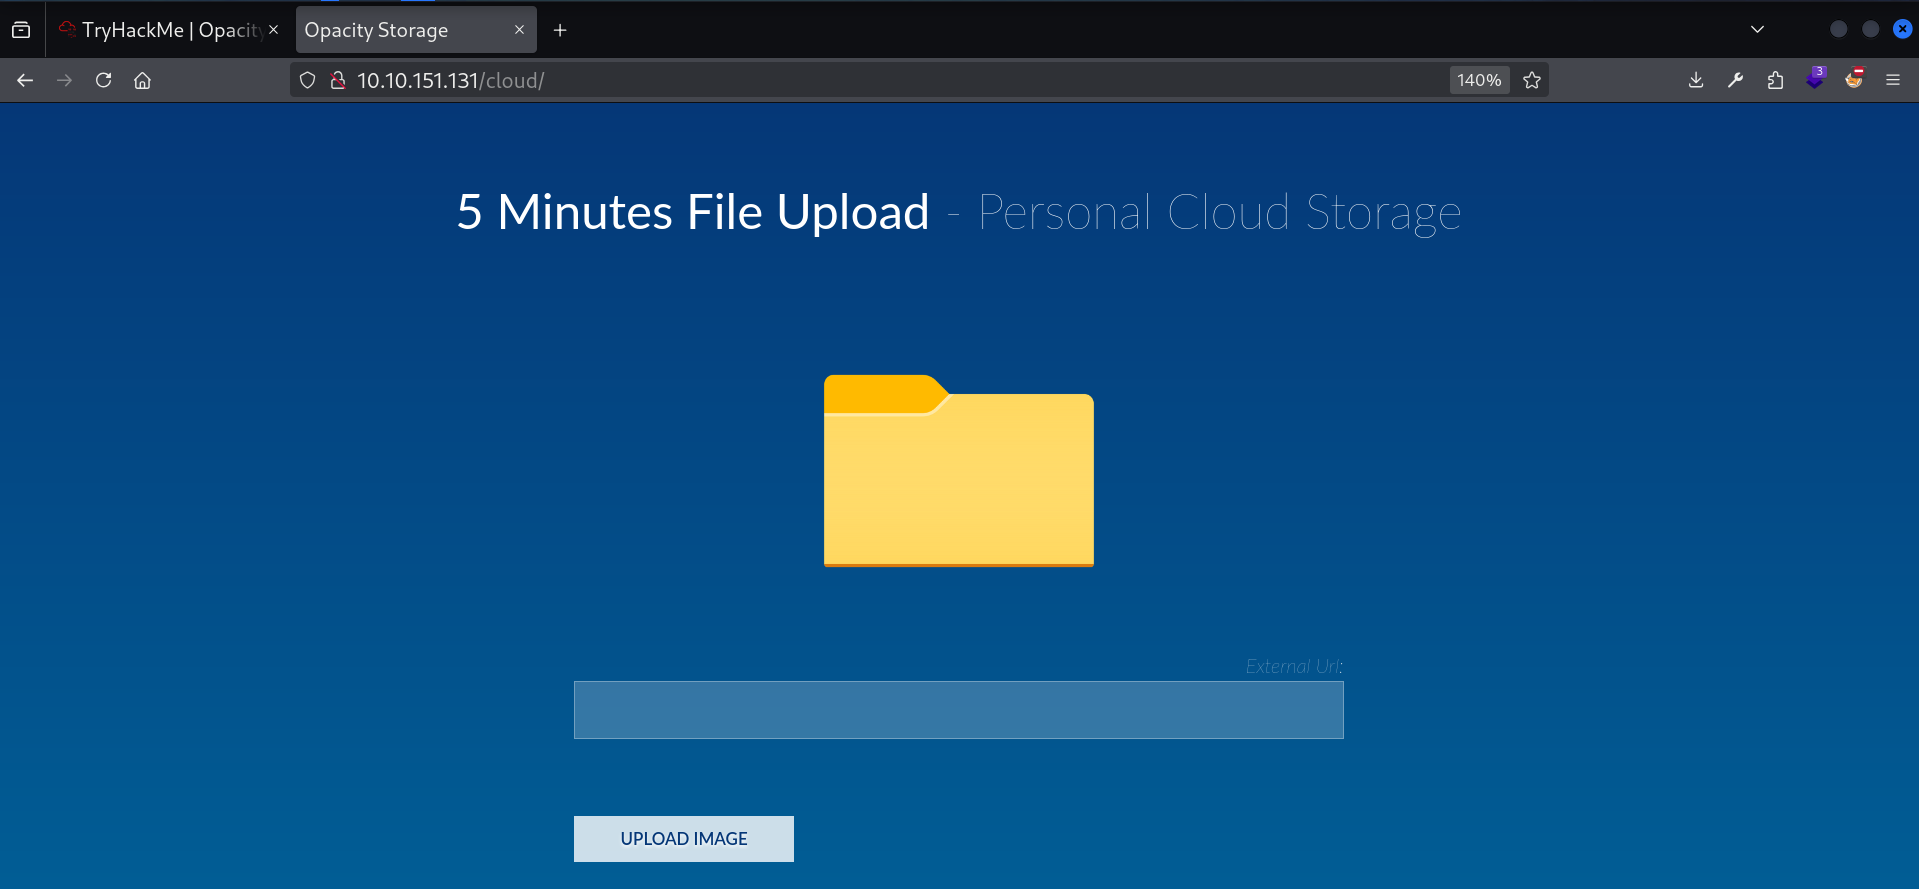 TryHackMe | Opacity
Opacity Storage
10.10.151.131/cloud/
140%
3
5 Minutes File Upload - Personal Cloud Storage
External Url:
UPLOAD IMAGE